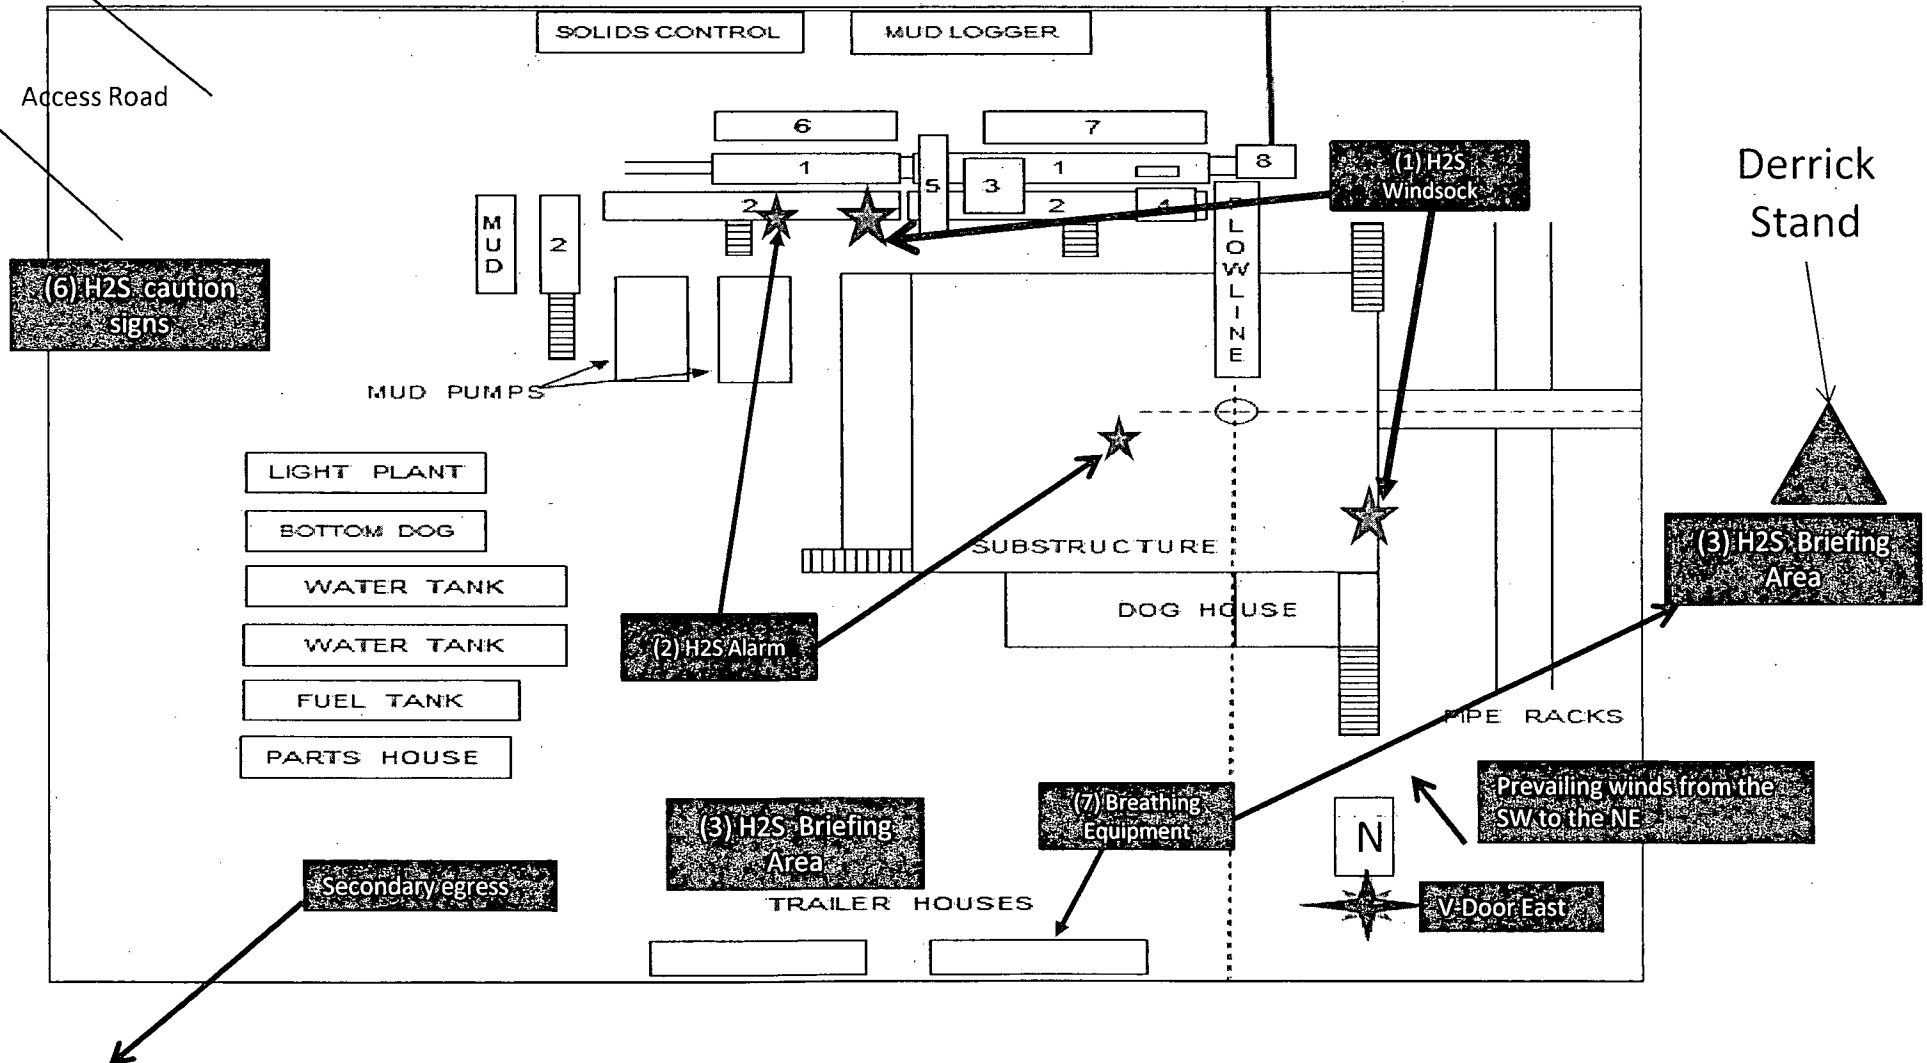 SOLIDS CONTROL
MUD LOGGER
Access Road
6
7
1
1
8
5
3
2
2
4
(1) H2S
Windsock
Derrick
Stand
MUD
2
FLOWLINE
(6) H2S caution
signs
MUD PUMPS
LIGHT PLANT
BOTTOM DOG
WATER TANK
WATER TANK
FUEL TANK
PARTS HOUSE
SUBSTRUCTURE
DOG HOUSE
(3) H2S Briefing
Area
(2) H2S Alarm
PIPE RACKS
(7) Breathing
Equipment
Prevailing winds from the
SW to the NE
(3) H2S Briefing
Area
N
Secondary egress
TRAILER HOUSES
V-Door East